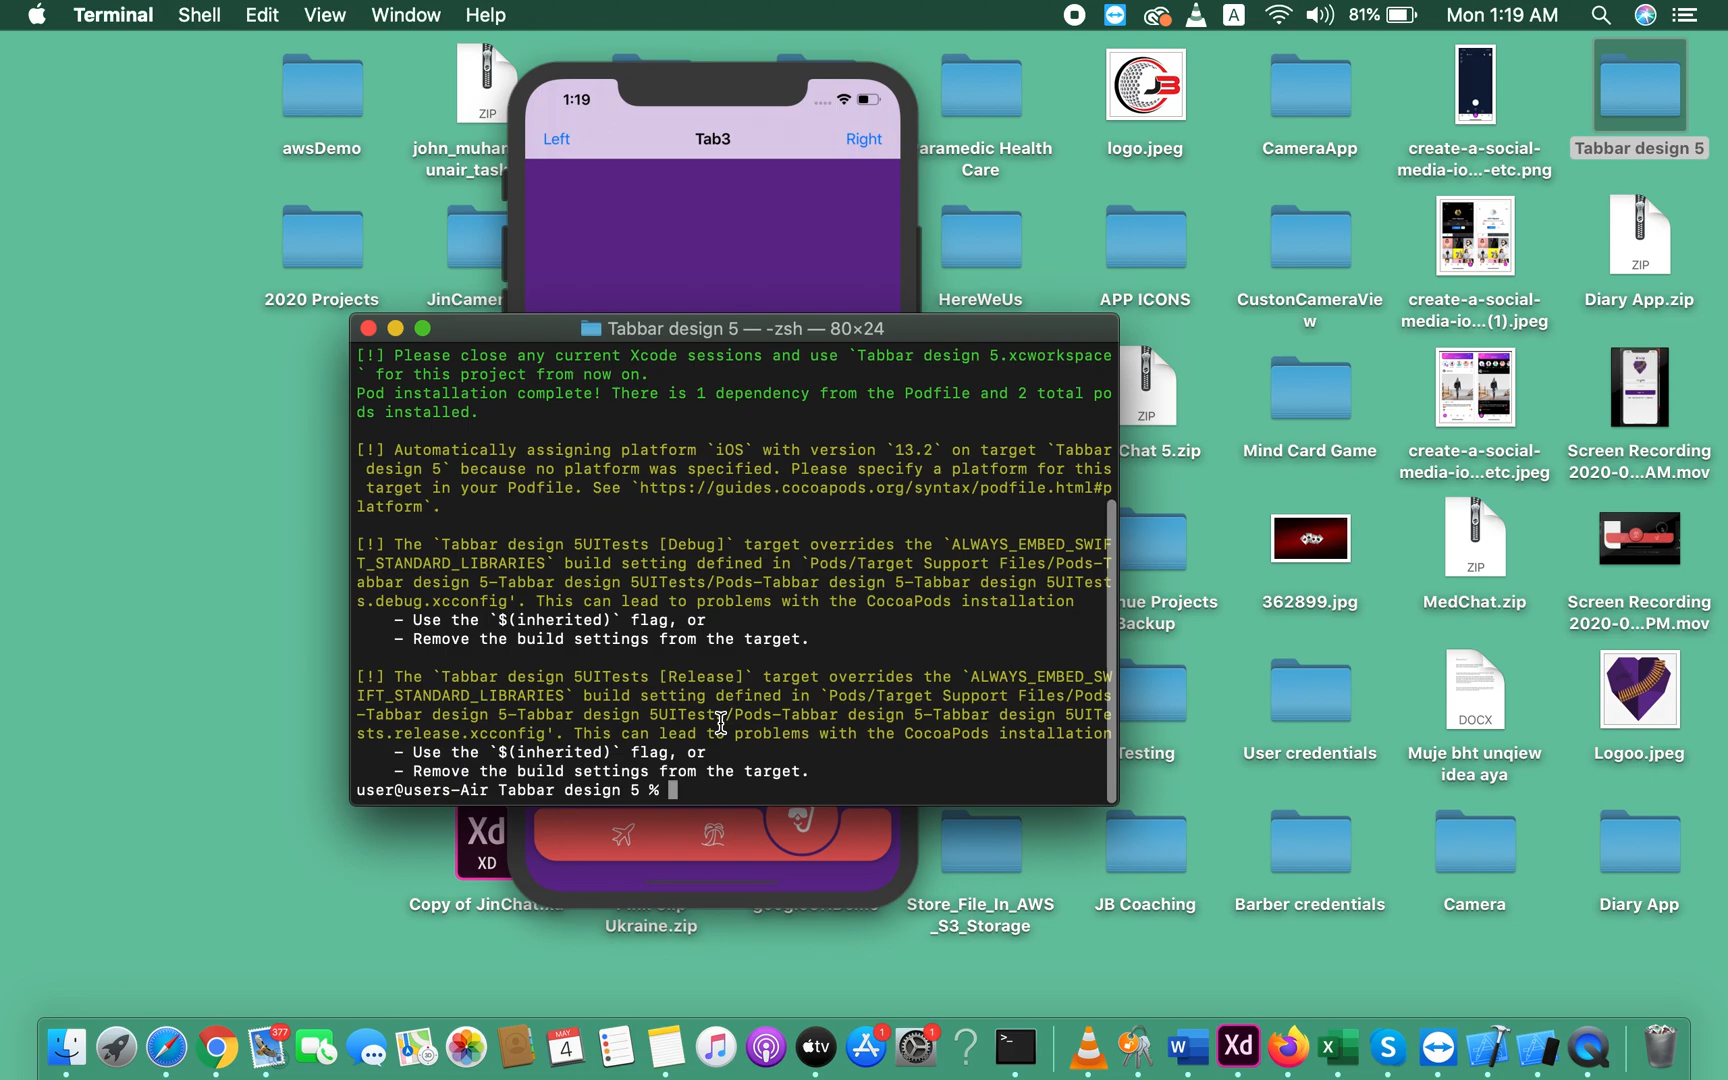 Terminal Shell Edit View Window Help
A 81% Mon 1:19 AM
ZIP
awsDemo
john_muhan
unair_task
aramedic Health
Care
logo.jpeg
CameraApp
create-a-social-
media-io...-etc.png
Tabbar design 5
1:19
Left Tab3 Right
2020 Projects
JinCamer
HereWeUs
APP ICONS
CustonCameraVie
w
create-a-social-
media-io...(1).jpeg
ZIP
Diary App.zip
Tabbar design 5 — -zsh — 80×24
[!] Please close any current Xcode sessions and use `Tabbar design 5.xcworkspace
` for this project from now on.
Pod installation complete! There is 1 dependency from the Podfile and 2 total po
ds installed.
[!] Automatically assigning platform `iOS` with version `13.2` on target `Tabbar
design 5` because no platform was specified. Please specify a platform for this
target in your Podfile. See `https://guides.cocoapods.org/syntax/podfile.html#p
latform`.
[!] The `Tabbar design 5UITests [Debug]` target overrides the `ALWAYS_EMBED_SWIF
T_STANDARD_LIBRARIES` build setting defined in `Pods/Target Support Files/Pods-T
abbar design 5-Tabbar design 5UITests/Pods-Tabbar design 5-Tabbar design 5UITest
s.debug.xcconfig'. This can lead to problems with the CocoaPods installation
- Use the `$(inherited)` flag, or
- Remove the build settings from the target.
[!] The `Tabbar design 5UITests [Release]` target overrides the `ALWAYS_EMBED_SW
IFT_STANDARD_LIBRARIES` build setting defined in `Pods/Target Support Files/Pods
-Tabbar design 5-Tabbar design 5UITests/Pods-Tabbar design 5-Tabbar design 5UITe
sts.release.xcconfig'. This can lead to problems with the CocoaPods installation
- Use the `$(inherited)` flag, or
- Remove the build settings from the target.
user@users-Air Tabbar design 5 %
ZIP
Chat 5.zip
Mind Card Game
create-a-social-
media-io...etc.jpeg
Screen Recording
2020-0...AM.mov
nue Projects
Backup
362899.jpg
ZIP
MedChat.zip
Screen Recording
2020-0...PM.mov
Testing
User credentials
DOCX
Muje bht unqiew
idea aya
Logoo.jpeg
Xd
XD
Copy of JinChat
Ukraine.zip
Store_File_In_AWS
_S3_Storage
JB Coaching
Barber credentials
Camera
Diary App
377
MAY
4
tv
1
1
W
Xd
X
S